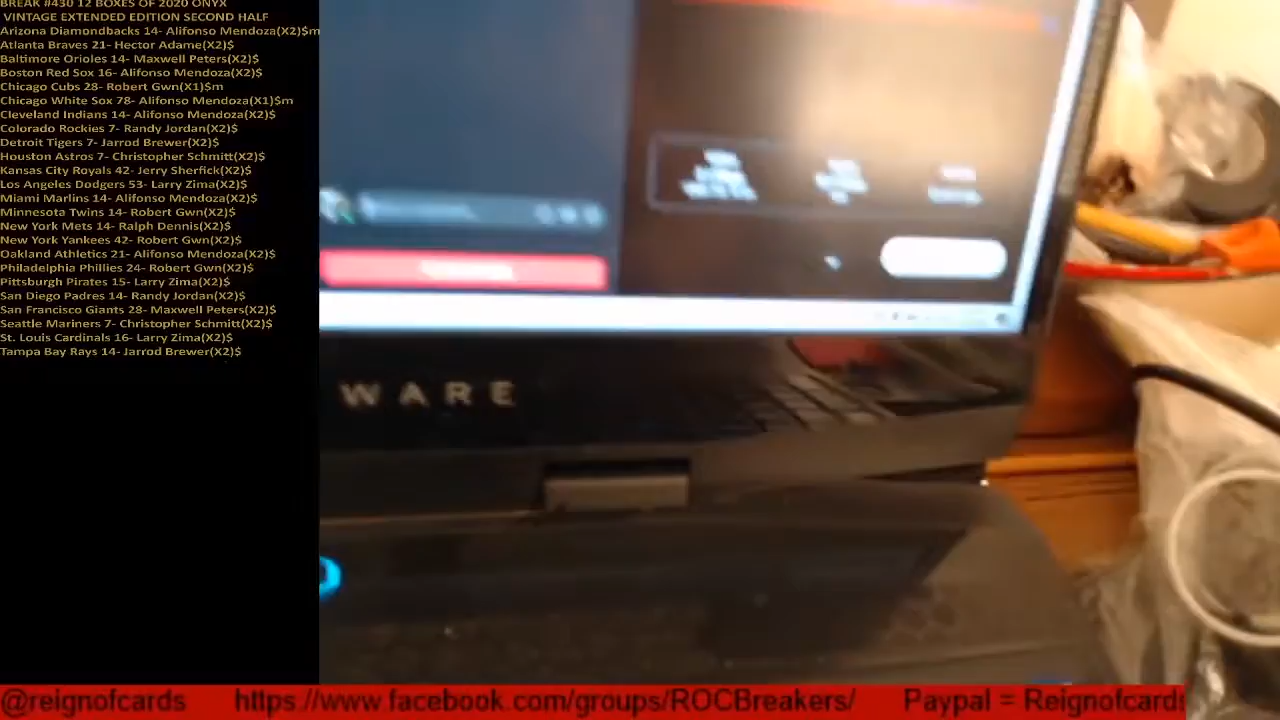 BREAK #430 12 BOXES OF 2020 ONYX
VINTAGE EXTENDED EDITION SECOND HALF
Arizona Diamondbacks 14- Alifonso Mendoza(X2)$m
Atlanta Braves 21- Hector Adame(X2)$
Baltimore Orioles 14- Maxwell Peters(X2)$
Boston Red Sox 16- Alifonso Mendoza(X2)$
Chicago Cubs 28- Robert Gwn(X1)$m
Chicago White Sox 78- Alifonso Mendoza(X1)$m
Cleveland Indians 14- Alifonso Mendoza(X2)$
Colorado Rockies 7- Randy Jordan(X2)$
Detroit Tigers 7- Jarrod Brewer(X2)$
Houston Astros 7- Christopher Schmitt(X2)$
Kansas City Royals 42- Jerry Sherfick(X2)$
Los Angeles Dodgers 53- Larry Zima(X2)$
Miami Marlins 14- Alifonso Mendoza(X2)$
Minnesota Twins 14- Robert Gwn(X2)$
New York Mets 14- Ralph Dennis(X2)$
New York Yankees 42- Robert Gwn(X2)$
Oakland Athletics 21- Alifonso Mendoza(X2)$
Philadelphia Phillies 24- Robert Gwn(X2)$
Pittsburgh Pirates 15- Larry Zima(X2)$
San Diego Padres 14- Randy Jordan(X2)$
San Francisco Giants 28- Maxwell Peters(X2)$
Seattle Mariners 7- Christopher Schmitt(X2)$
St. Louis Cardinals 16- Larry Zima(X2)$
Tampa Bay Rays 14- Jarrod Brewer(X2)$
WARE
@reignofcards https://www.facebook.com/groups/ROCBreakers/ Paypal = Reignofcards